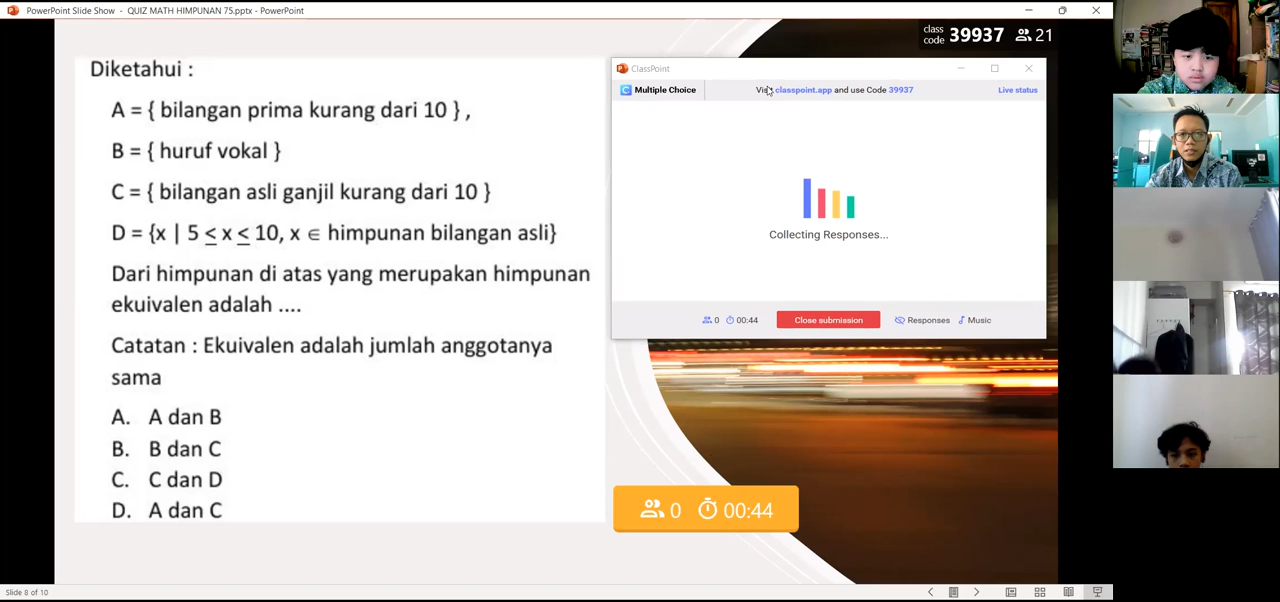 PowerPoint Slide Show - QUIZ MATH HIMPUNAN 75.pptx - PowerPoint
class code 39937 21
Diketahui :
A = { bilangan prima kurang dari 10 } ,
B = { huruf vokal }
C = { bilangan asli ganjil kurang dari 10 }
D = {x | 5 ≤ x ≤ 10, x ∈ himpunan bilangan asli}
Dari himpunan di atas yang merupakan himpunan
ekuivalen adalah ....
Catatan : Ekuivalen adalah jumlah anggotanya
sama
A. A dan B
B. B dan C
C. C dan D
D. A dan C
ClassPoint
Multiple Choice
Visit classpoint.app and use Code 39937
Live status
Collecting Responses...
0 00:44
Close submission
Responses
Music
0 00:44
Slide 8 of 10